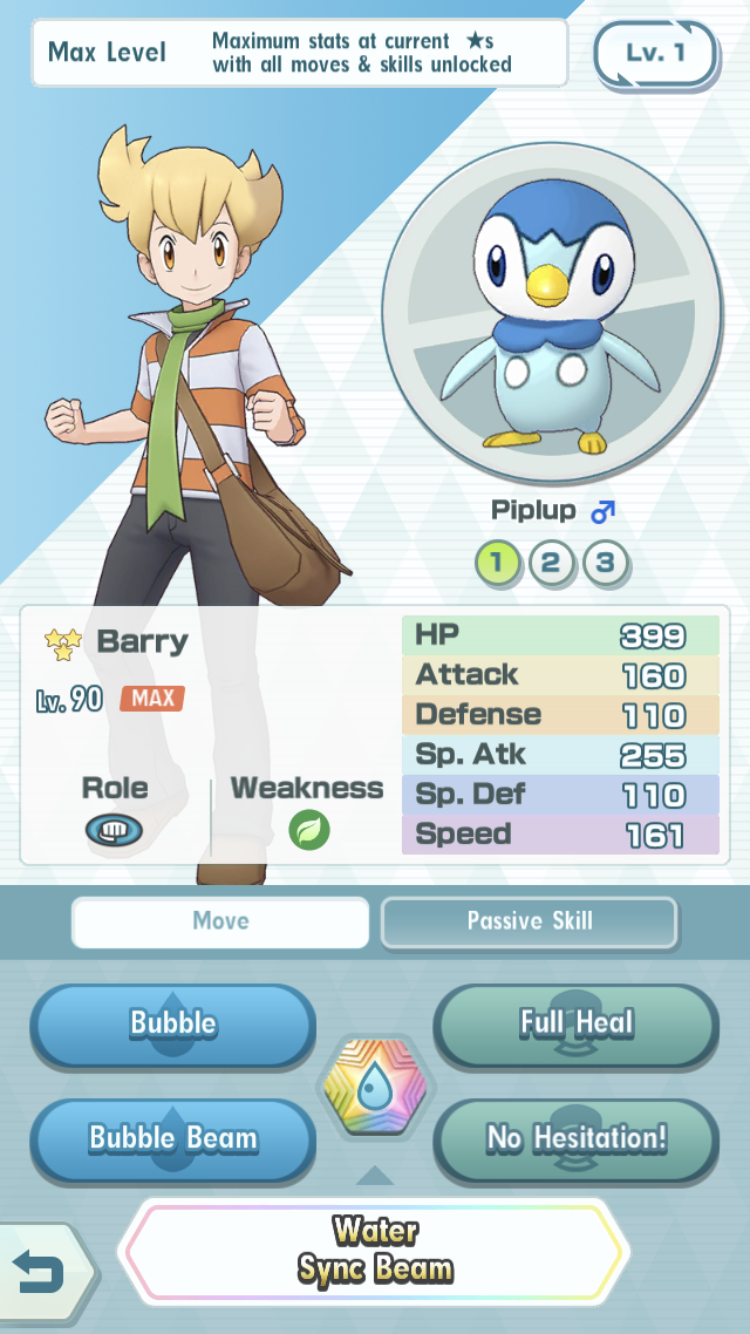 Max Level
Maximum stats at current ★s
with all moves & skills unlocked
Lv. 1
Piplup ♂
1 2 3
Barry
Lv. 90 MAX
Role
Weakness
HP 399
Attack 160
Defense 110
Sp. Atk 255
Sp. Def 110
Speed 161
Move
Passive Skill
Bubble
Full Heal
Bubble Beam
No Hesitation!
Water
Sync Beam